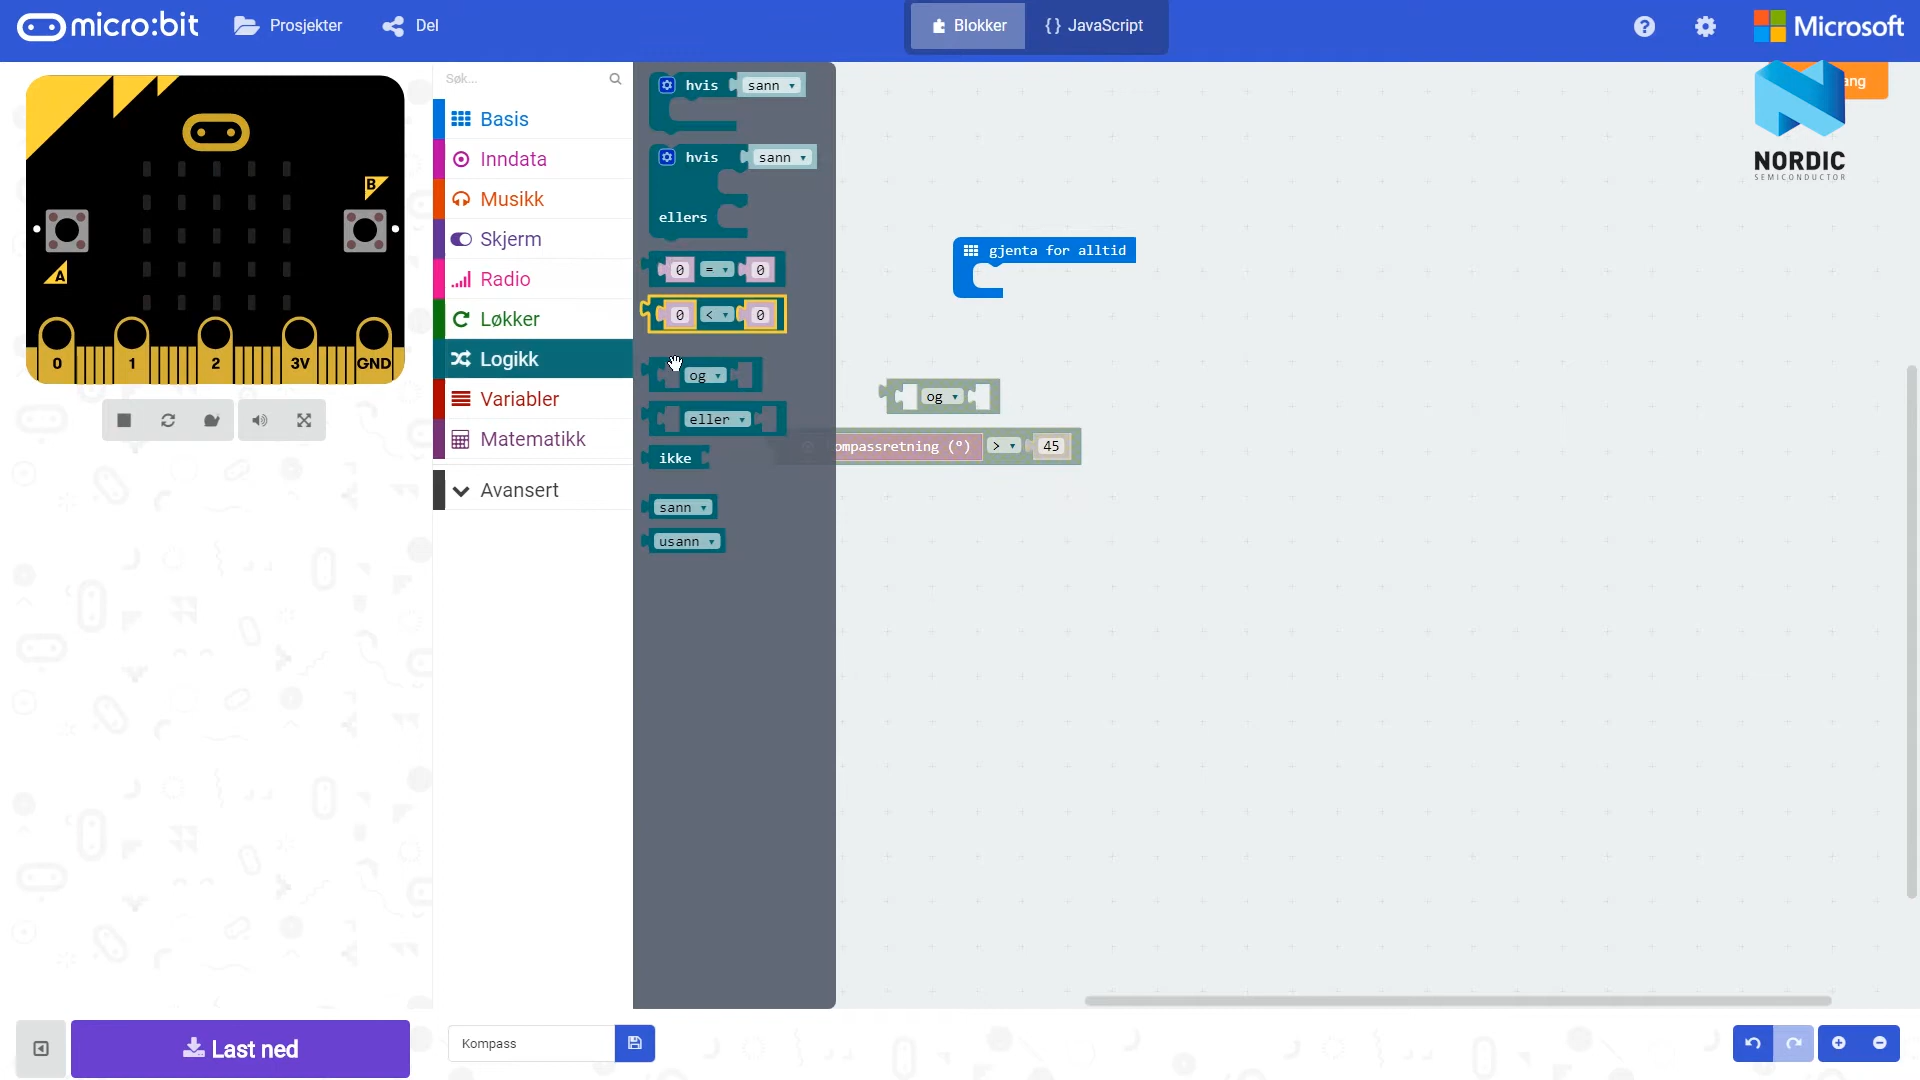 micro:bit
Prosjekter
Del
Blokker
{} JavaScript
?
Microsoft
ang
NORDIC
SEMICONDUCTOR
A
B
0
1
2
3V
GND
Søk...
Basis
Inndata
Musikk
Skjerm
Radio
Løkker
Logikk
Variabler
Matematikk
Avansert
hvis sann
hvis sann
ellers
0 = 0
0 < 0
og
eller
ikke
sann
usann
gjenta for alltid
og
ompassretning (°) > 45
Last ned
Kompass